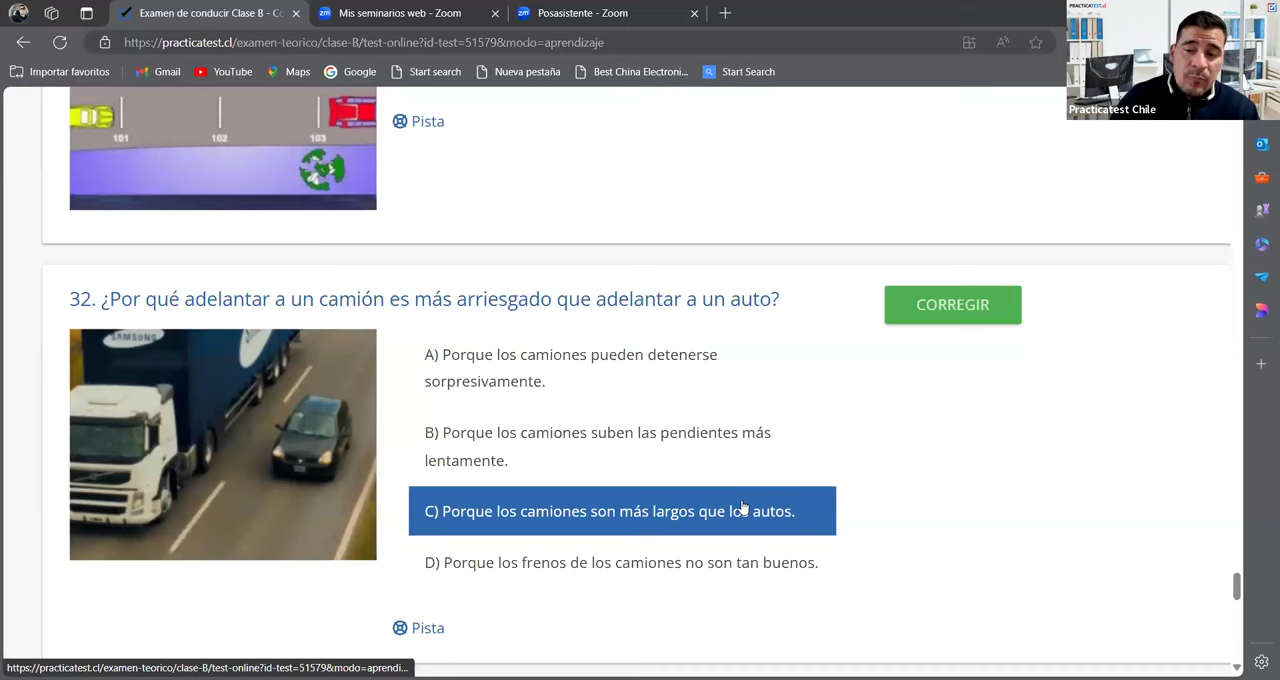 Examen de conducir Clase B - Cc
Mis seminarios web - Zoom
Posasistente - Zoom
https://practicatest.cl/examen-teorico/clase-B/test-online?id-test=51579&modo=aprendizaje
Importar favoritos
Gmail
YouTube
Maps
Google
Start search
Nueva pestaña
Best China Electroni...
Start Search
PRACTICATEST.cl
Practicatest Chile
101
102
103
Pista
32. ¿Por qué adelantar a un camión es más arriesgado que adelantar a un auto?
CORREGIR
SAMSUNG
A) Porque los camiones pueden detenerse
sorpresivamente.
B) Porque los camiones suben las pendientes más
lentamente.
C) Porque los camiones son más largos que los autos.
D) Porque los frenos de los camiones no son tan buenos.
Pista
https://practicatest.cl/examen-teorico/clase-B/test-online?id-test=51579&modo=aprendi...